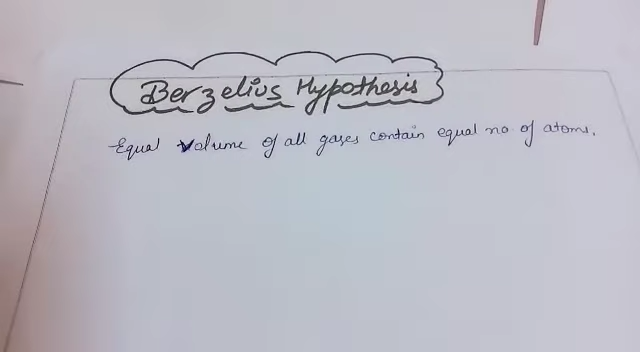 Berzelius Hypothesis
Equal Volume of all gases contain equal no of atoms.